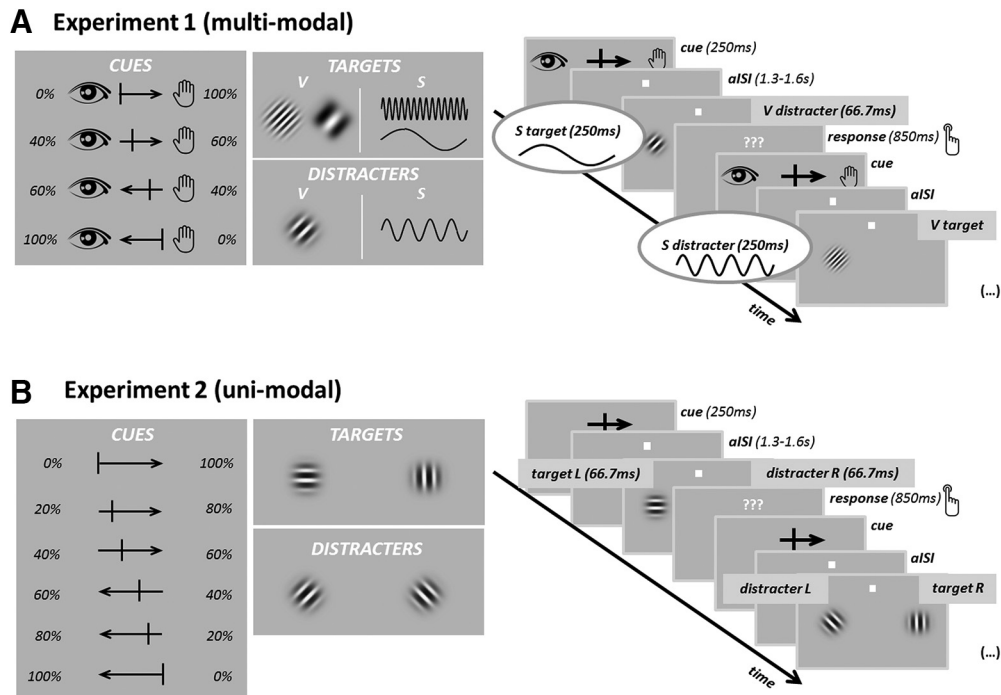 A Experiment 1 (multi-modal)
CUES
0% 100%
40% 60%
60% 40%
100% 0%
TARGETS
V S
DISTRACTERS
V S
cue (250ms)
aISI (1.3-1.6s)
V distracter (66.7ms)
S target (250ms)
response (850ms)
???
cue
aISI
V target
S distracter (250ms)
(...)
time
B Experiment 2 (uni-modal)
CUES
0% 100%
20% 80%
40% 60%
60% 40%
80% 20%
100% 0%
TARGETS
DISTRACTERS
cue (250ms)
aISI (1.3-1.6s)
target L (66.7ms) distracter R (66.7ms)
response (850ms)
???
cue
aISI
distracter L target R
(...)
time